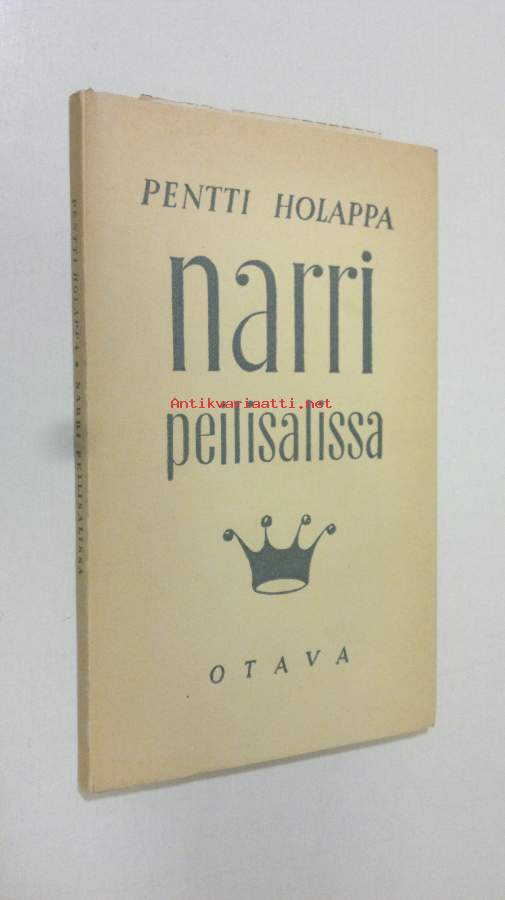 PENTTI HOLAPPA
narri
Antikvariaatti.net
peilisalissa
OTAVA
PENTTI HOLAPPA • NARRI PEILISALISSA